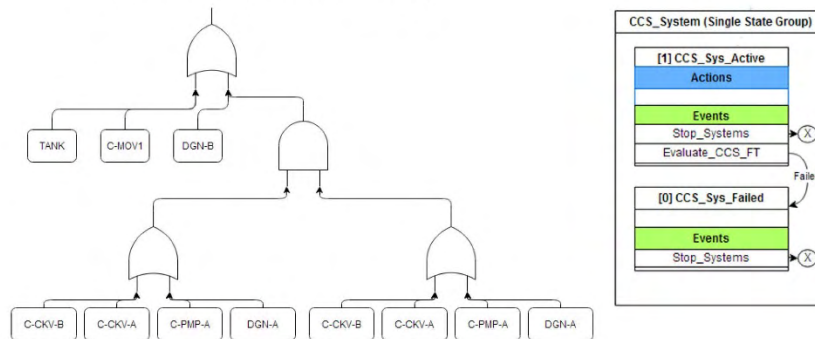 CCS_System (Single State Group)
[1] CCS_Sys_Active
Actions
Events
Stop_Systems
X
Evaluate_CCS_FT
Faile
[0] CCS_Sys_Failed
Events
Stop_Systems
X
TANK
C-MOV1
DGN-B
C-CKV-B
C-CKV-A
C-PMP-A
DGN-A
C-CKV-B
C-CKV-A
C-PMP-A
DGN-A